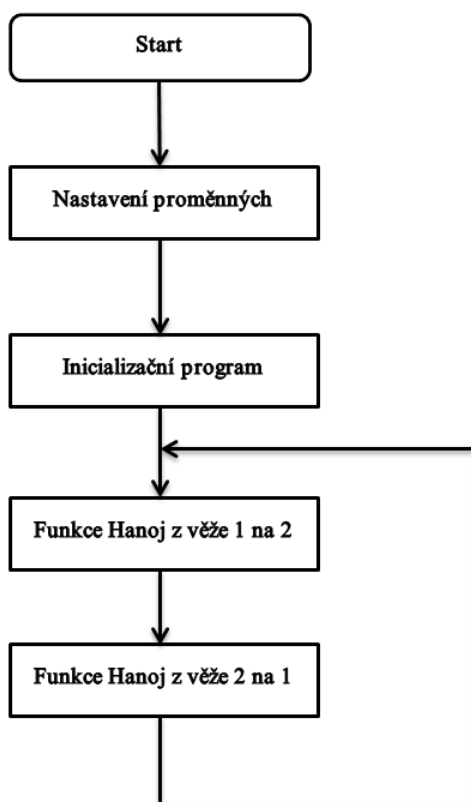 Start
Nastavení proměnných
Inicializační program
Funkce Hanoj z věže 1 na 2
Funkce Hanoj z věže 2 na 1